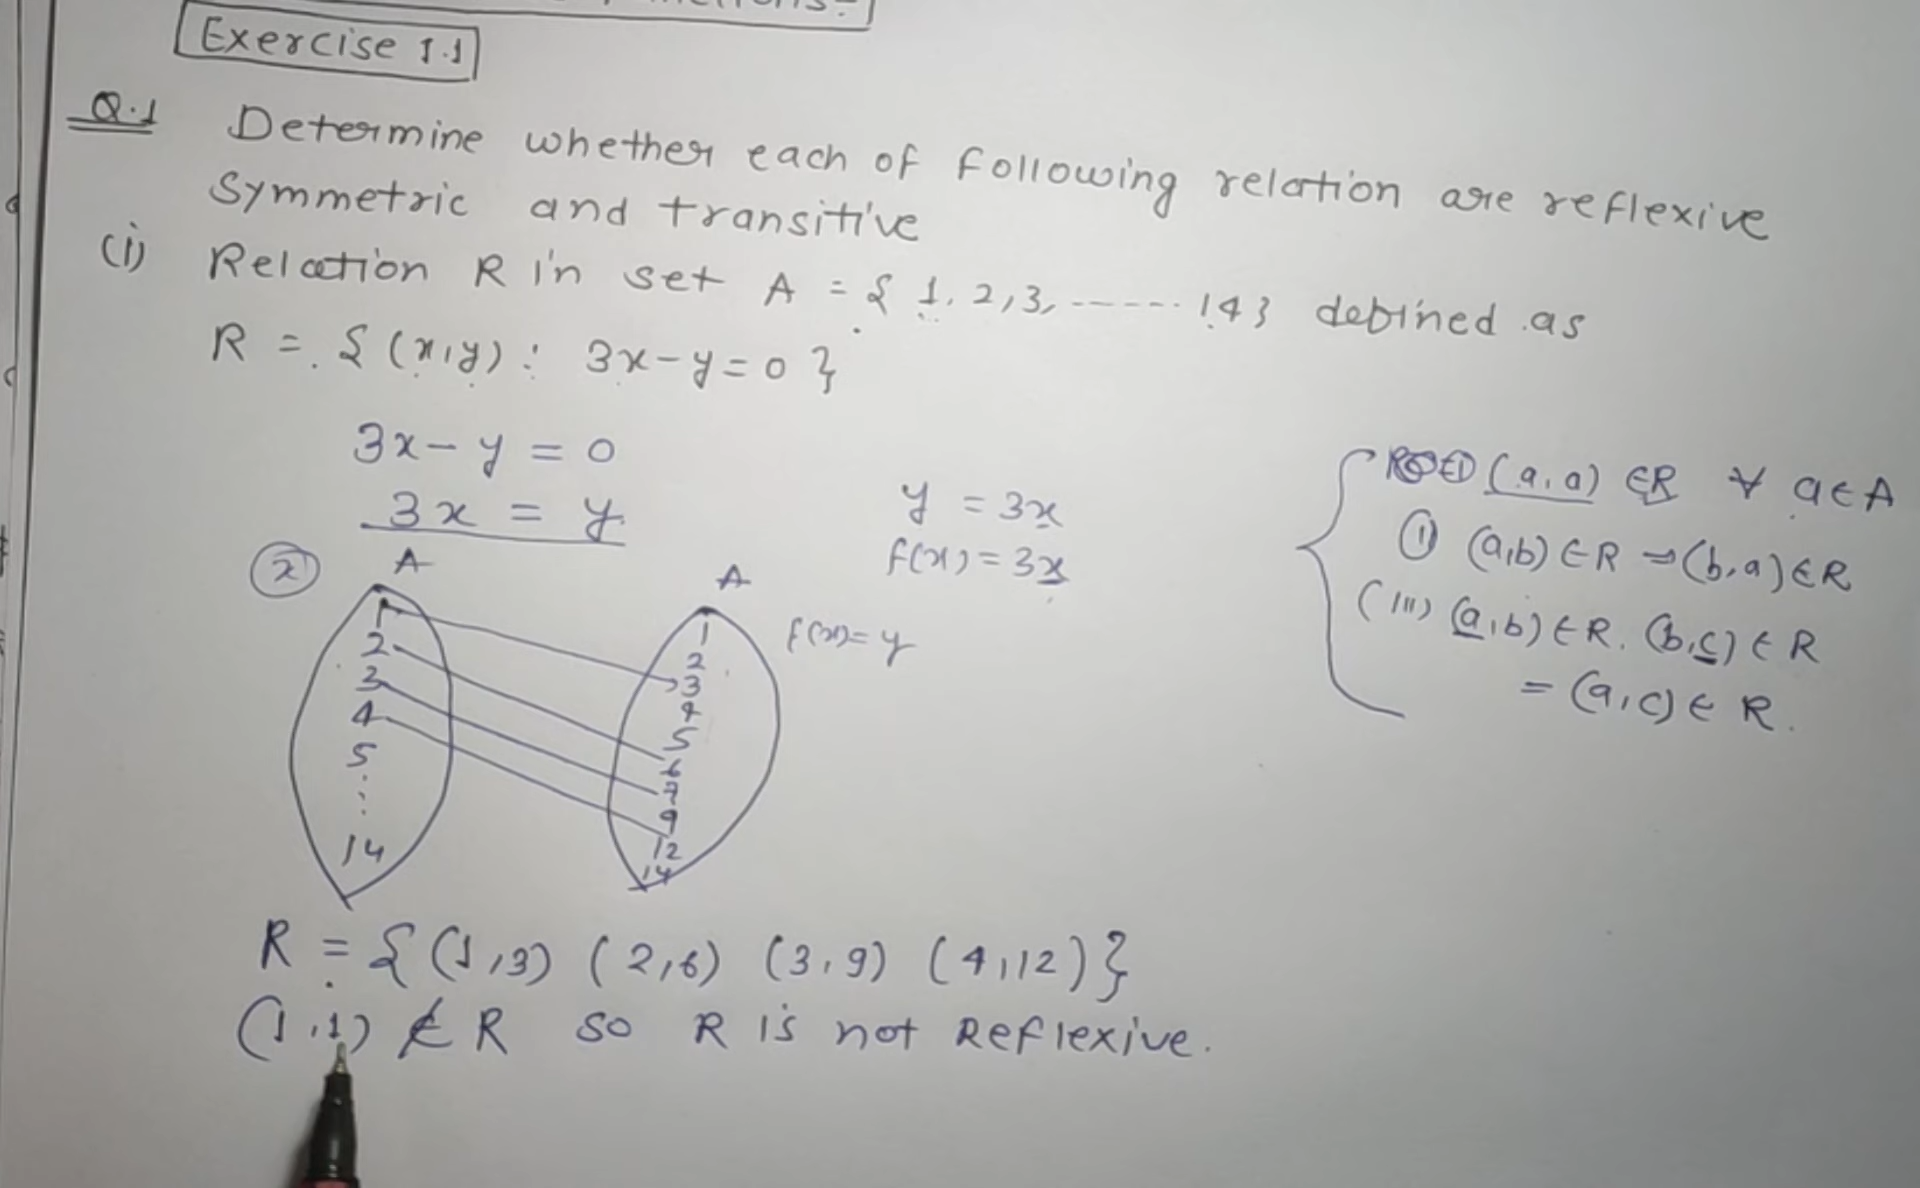 Exercise 1.1
Q.1 Determine whether each of following relation are reflexive
Symmetric and transitive
(i) Relation R in set A = { 1, 2, 3, ------ 14 } defined as
R = { (x, y) : 3x - y = 0 }
3x - y = 0
3x = y
y = 3x
f(x) = 3x
f(x) = y
(a, a) ∈ R ∀ a ∈ A
(a, b) ∈ R → (b, a) ∈ R
(III) (a, b) ∈ R. (b, c) ∈ R
= (a, c) ∈ R.
x
A
1
2
3
4
5
⋮
14
A
1
2
3
4
5
6
7
9
12
14
R = { (1, 3) (2, 6) (3, 9) (4, 12) }
(1, 1) ∉ R so R is not Reflexive.